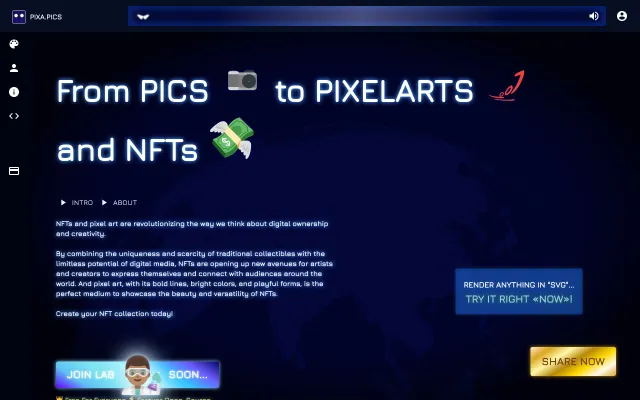 PIXA.PICS
From PICS to PIXELARTS
and NFTs
INTRO ABOUT
NFTs and pixel art are revolutionizing the way we think about digital ownership
and creativity.
By combining the uniqueness and scarcity of traditional collectibles with the
limitless potential of digital media, NFTs are opening up new avenues for artists
and creators to express themselves and connect with audiences around the
world. And pixel art, with its bold lines, bright colors, and playful forms, is the
perfect medium to showcase the beauty and versatility of NFTs.
Create your NFT collection today!
RENDER ANYTHING IN "SVG"...
TRY IT RIGHT «NOW»!
SHARE NOW
JOIN LAB SOON...